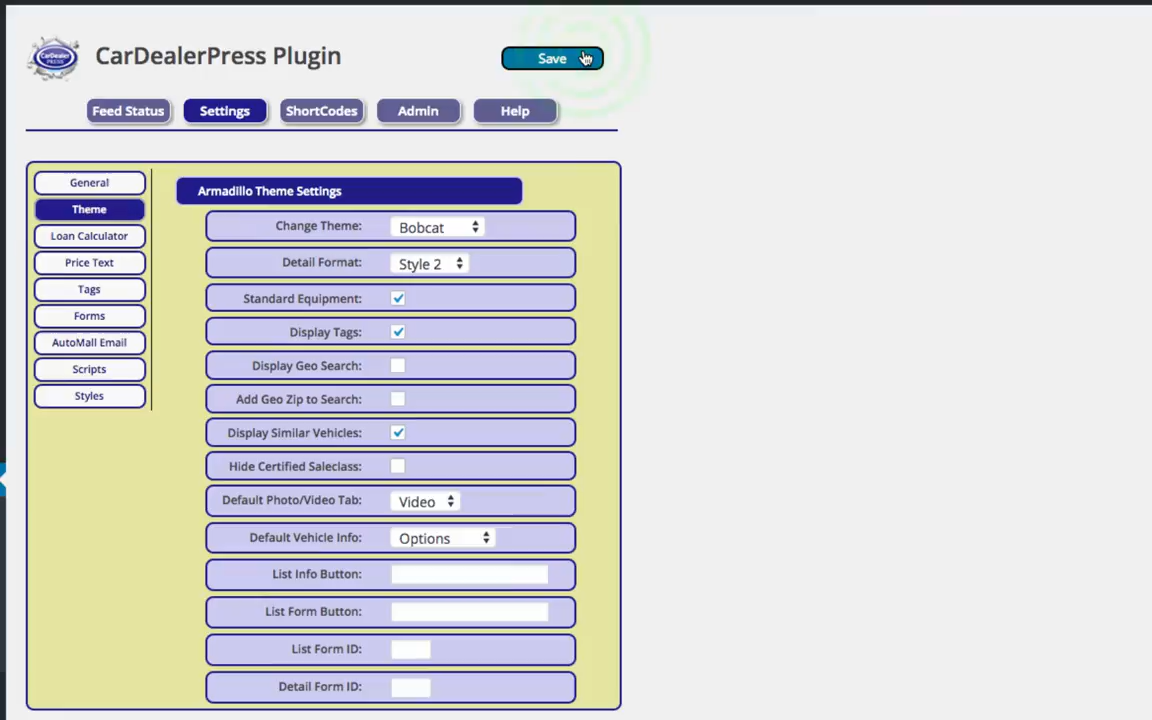 CarDealer
PRESS
CarDealerPress Plugin
Save
Feed Status
Settings
ShortCodes
Admin
Help
General
Theme
Loan Calculator
Price Text
Tags
Forms
AutoMall Email
Scripts
Styles
Armadillo Theme Settings
Change Theme: Bobcat
Detail Format: Style 2
Standard Equipment:
Display Tags:
Display Geo Search:
Add Geo Zip to Search:
Display Similar Vehicles:
Hide Certified Saleclass:
Default Photo/Video Tab: Video
Default Vehicle Info: Options
List Info Button:
List Form Button:
List Form ID:
Detail Form ID: